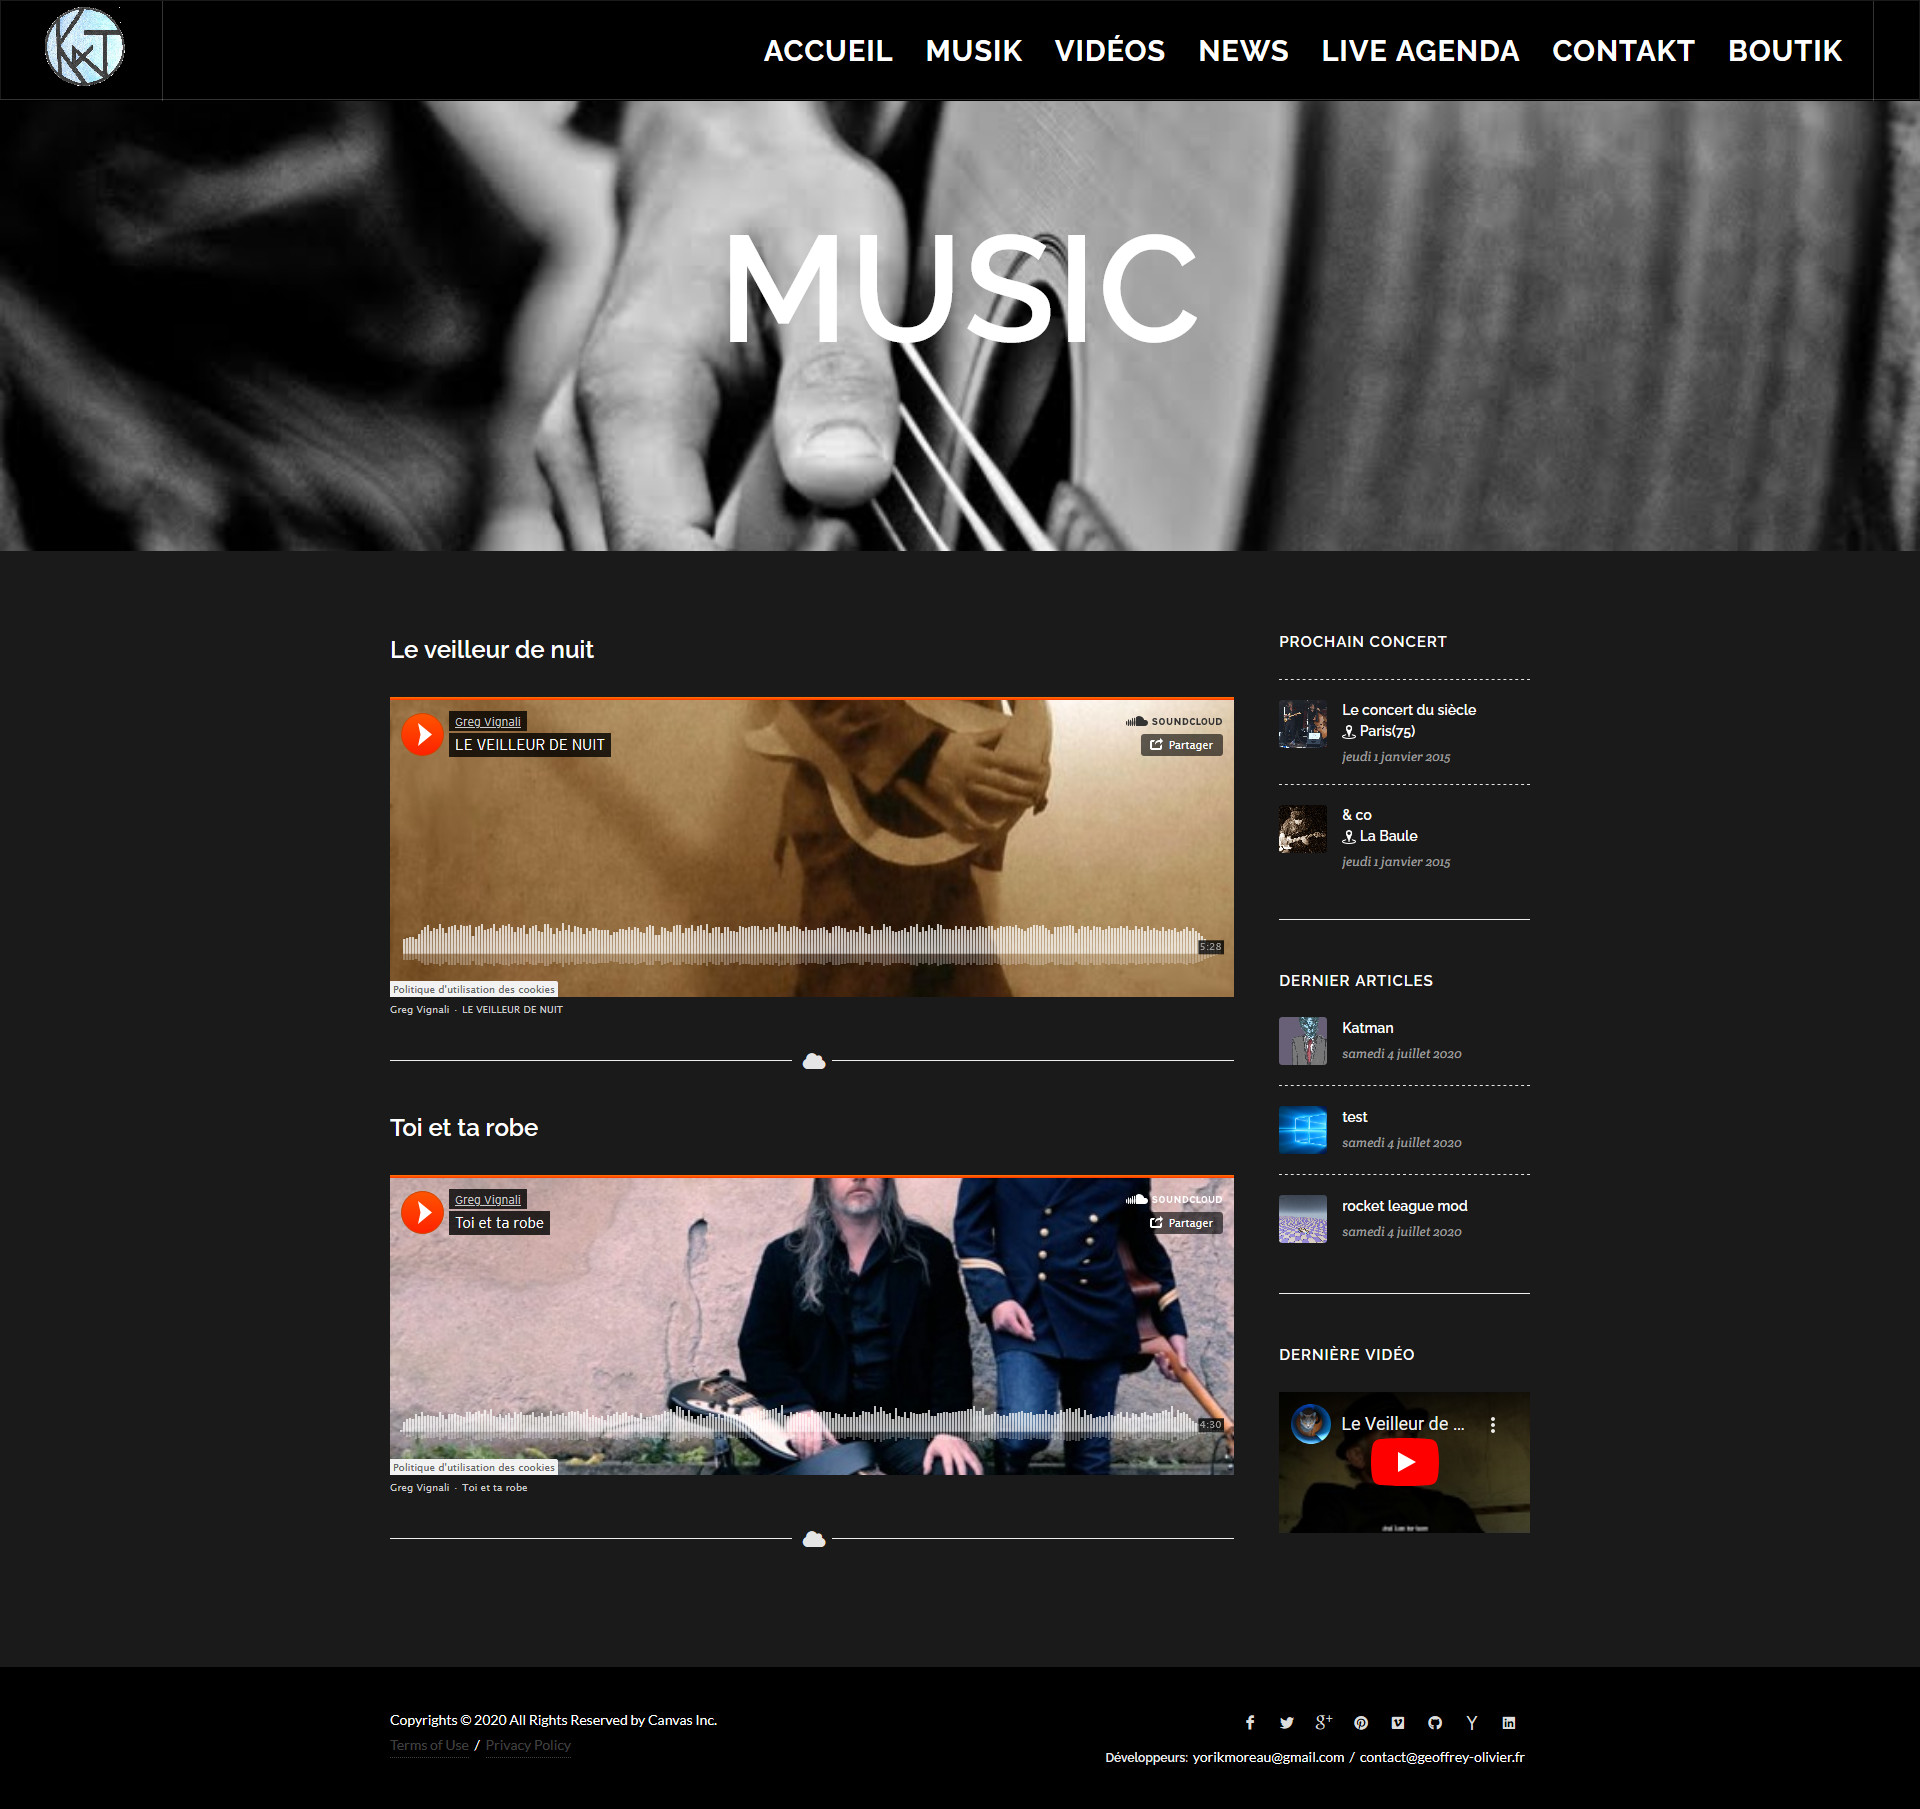 KNT
ACCUEIL MUSIK VIDÉOS NEWS LIVE AGENDA CONTAKT BOUTIK
MUSIC
Le veilleur de nuit
Greg Vignali
LE VEILLEUR DE NUIT
SOUNDCLOUD
Partager
5:28
Politique d'utilisation des cookies
Greg Vignali · LE VEILLEUR DE NUIT
Toi et ta robe
Greg Vignali
Toi et ta robe
SOUNDCLOUD
Partager
4:30
Politique d'utilisation des cookies
Greg Vignali · Toi et ta robe
PROCHAIN CONCERT
Le concert du siècle
Paris(75)
jeudi 1 janvier 2015
& co
La Baule
jeudi 1 janvier 2015
DERNIER ARTICLES
Katman
samedi 4 juillet 2020
test
samedi 4 juillet 2020
rocket league mod
samedi 4 juillet 2020
DERNIÈRE VIDÉO
Le Veilleur de ...
Copyrights © 2020 All Rights Reserved by Canvas Inc.
Terms of Use / Privacy Policy
Développeurs: yorikmoreau@gmail.com / contact@geoffrey-olivier.fr